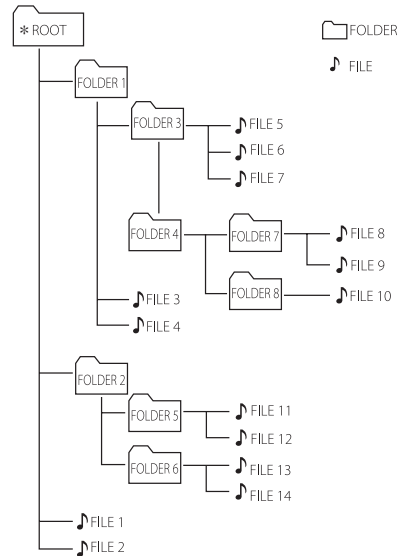 * ROOT
FOLDER
FILE
FOLDER 1
FOLDER 3
FILE 5
FILE 6
FILE 7
FOLDER 4
FOLDER 7
FILE 8
FILE 9
FOLDER 8
FILE 10
FILE 3
FILE 4
FOLDER 2
FOLDER 5
FILE 11
FILE 12
FOLDER 6
FILE 13
FILE 14
FILE 1
FILE 2